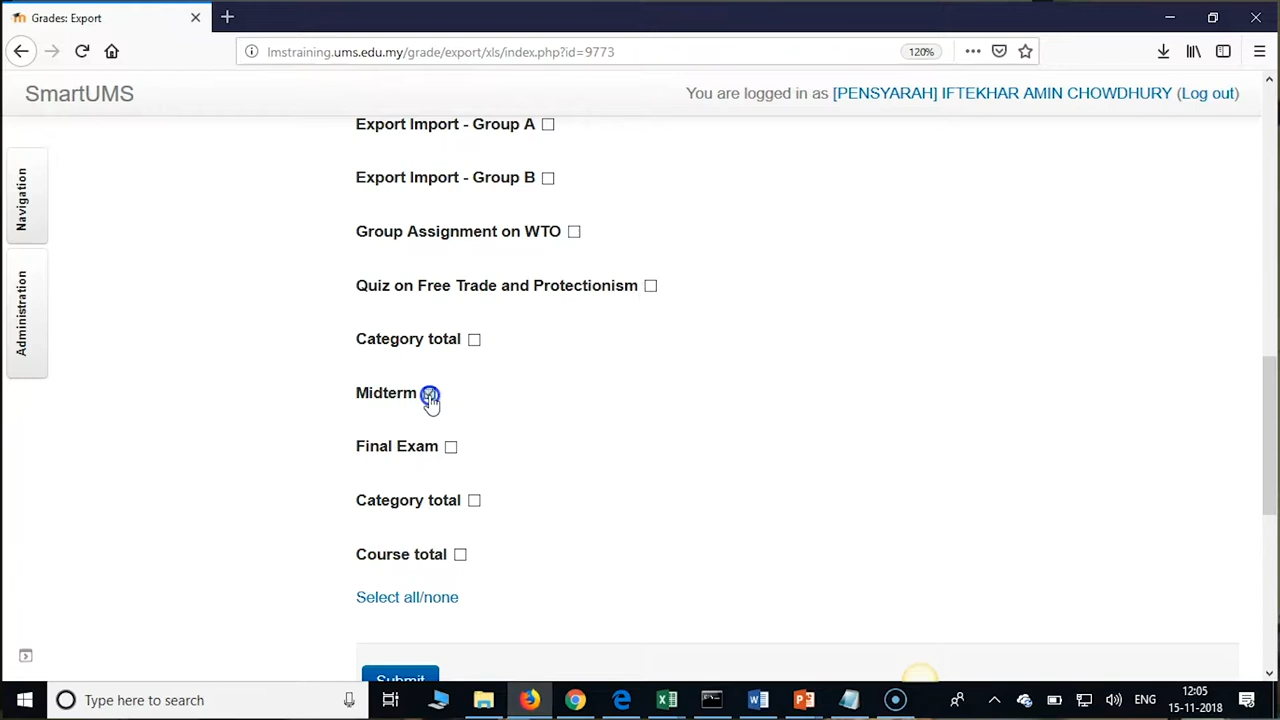 Grades: Export
lmstraining.ums.edu.my/grade/export/xls/index.php?id=9773
120%
SmartUMS
You are logged in as [PENSYARAH] IFTEKHAR AMIN CHOWDHURY (Log out)
Navigation
Administration
Export Import - Group A
Export Import - Group B
Group Assignment on WTO
Quiz on Free Trade and Protectionism
Category total
Midterm
Final Exam
Category total
Course total
Select all/none
Submit
Type here to search
ENG
12:05
15-11-2018